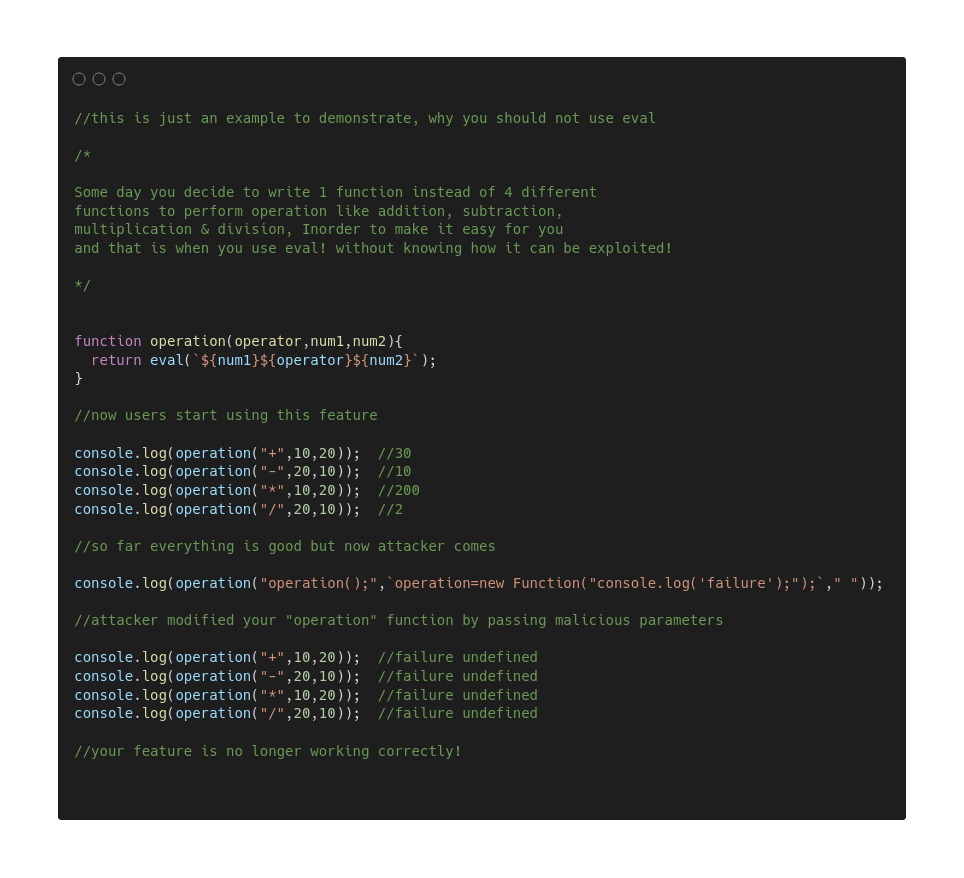 //this is just an example to demonstrate, why you should not use eval
/*
Some day you decide to write 1 function instead of 4 different
functions to perform operation like addition, subtraction,
multiplication & division, Inorder to make it easy for you
and that is when you use eval! without knowing how it can be exploited!
*/
function operation(operator,num1,num2){
  return eval(`${num1}${operator}${num2}`);
}
//now users start using this feature
console.log(operation("+",10,20));  //30
console.log(operation("-",20,10));  //10
console.log(operation("*",10,20));  //200
console.log(operation("/",20,10));  //2
//so far everything is good but now attacker comes
console.log(operation("operation();",`operation=new Function("console.log('failure');");`," "));
//attacker modified your "operation" function by passing malicious parameters
console.log(operation("+",10,20));  //failure undefined
console.log(operation("-",20,10));  //failure undefined
console.log(operation("*",10,20));  //failure undefined
console.log(operation("/",20,10));  //failure undefined
//your feature is no longer working correctly!